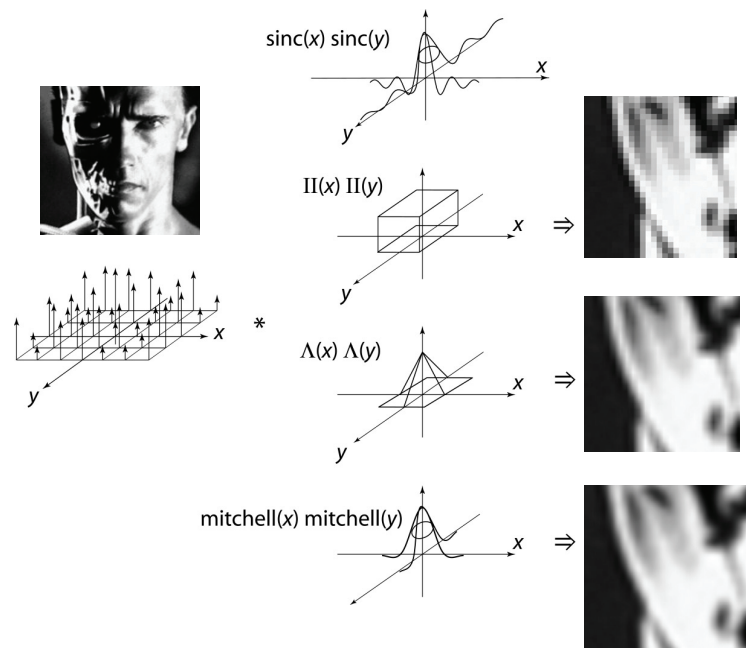 sinc(x) sinc(y)
x
y
II(x) II(y)
x
⇒
y
x
y
*
Λ(x) Λ(y)
x
⇒
y
mitchell(x) mitchell(y)
x
⇒